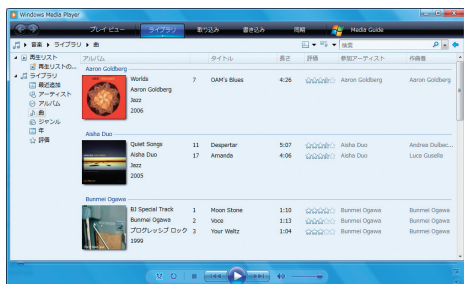 Windows Media Player
プレイ ビュー ライブラリ 取り込み 書き込み 同期 Media Guide
音楽 ライブラリ 曲 検索
再生リスト
再生リストの...
ライブラリ
最近追加
アーティスト
アルバム
曲
ジャンル
年
評価
アルバム タイトル 長さ 評価 参加アーティスト 作曲者
Aaron Goldberg
Worlds 7 OAM's Blues 4:26 Aaron Goldberg Aaron Goldberg
Aaron Goldberg
Jazz
2006
Aisha Duo
Quiet Songs 11 Despertar 5:07 Aisha Duo Andrea Dulbec...
Aisha Duo 17 Amanda 4:06 Aisha Duo Luca Gusella
Jazz
2005
Bunmei Ogawa
BJ Special Track 1 Moon Stone 1:10 Bunmei Ogawa Bunmei Ogawa
Bunmei Ogawa 2 Voce 1:13 Bunmei Ogawa Bunmei Ogawa
プログレッシブ ロック 3 Your Waltz 1:04 Bunmei Ogawa Bunmei Ogawa
1999